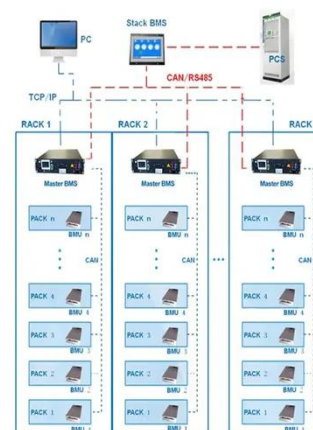 Stack BMS
PC
PCS
CAN/RS485
TCP/IP
RACK 1
RACK 2
RACK
Master BMS
Master BMS
Master BMS
PACK n
BMU n
PACK n
BMU n
PACK n
BMU n
CAN
CAN
CAN
PACK 4
BMU 4
PACK 4
BMU 4
PACK 4
BMU 4
PACK 3
BMU 3
PACK 3
BMU 3
PACK 3
BMU 3
PACK 2
BMU 2
PACK 2
BMU 2
PACK 2
BMU 2
PACK 1
PACK 1
PACK 1